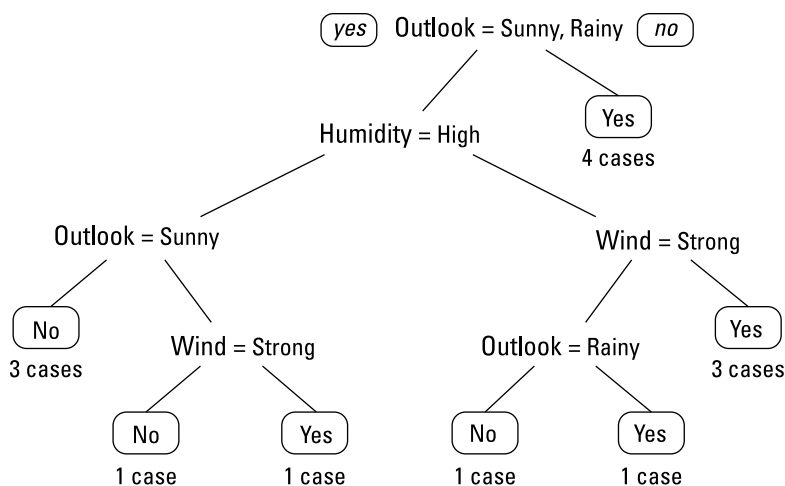 yes Outlook = Sunny, Rainy no
Yes
4 cases
Humidity = High
Outlook = Sunny
Wind = Strong
No
3 cases
Yes
3 cases
Wind = Strong
Outlook = Rainy
No
Yes
No
Yes
1 case
1 case
1 case
1 case